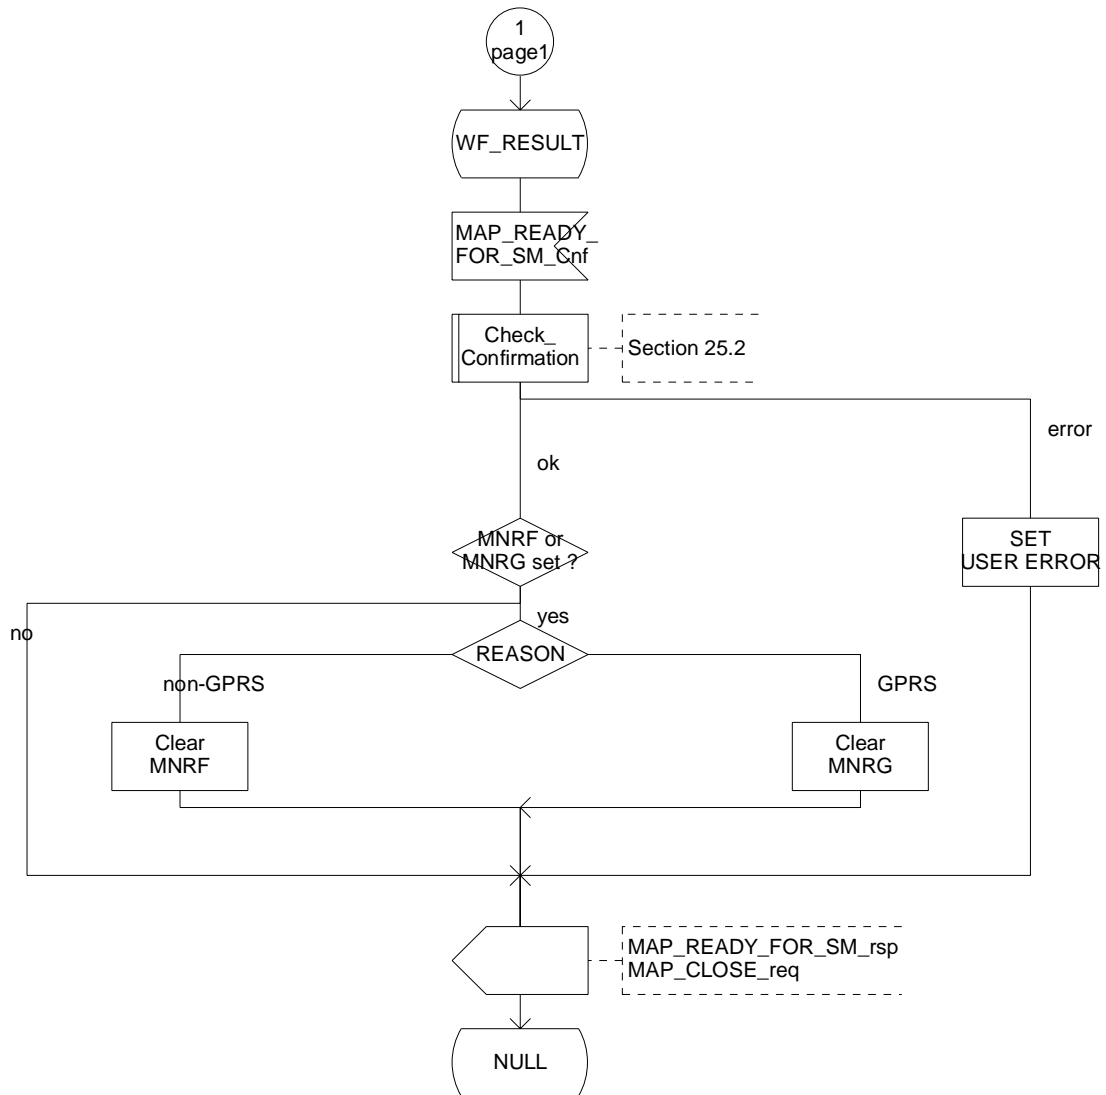 1
page1
WF_RESULT
MAP_READY_
FOR_SM_Cnf
Check_
Confirmation
Section 25.2
error
ok
MNRF or
MNRG set ?
SET
USER ERROR
no
yes
REASON
non-GPRS
GPRS
Clear
MNRF
Clear
MNRG
MAP_READY_FOR_SM_rsp
MAP_CLOSE_req
NULL